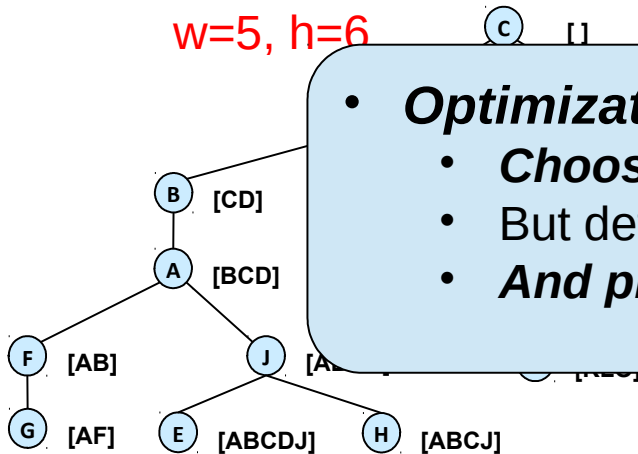 w=5, h=6
C [ ]
• Optimizat
• Choos
B [CD]
• But de
A [BCD]
• And p
F [AB] J
G [AF] E [ABCDJ] H [ABCJ]